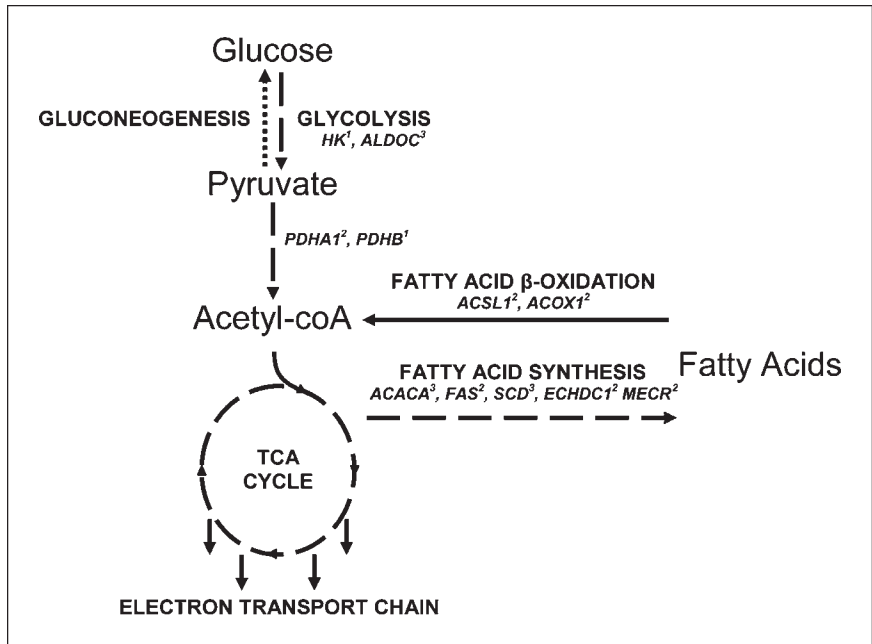 Glucose
GLUCONEOGENESIS
GLYCOLYSIS
HK¹, ALDOC³
Pyruvate
PDHA1², PDHB¹
FATTY ACID β-OXIDATION
ACSL1², ACOX1²
Acetyl-coA
FATTY ACID SYNTHESIS
ACACA³, FAS², SCD³, ECHDC1² MECR²
Fatty Acids
TCA
CYCLE
ELECTRON TRANSPORT CHAIN